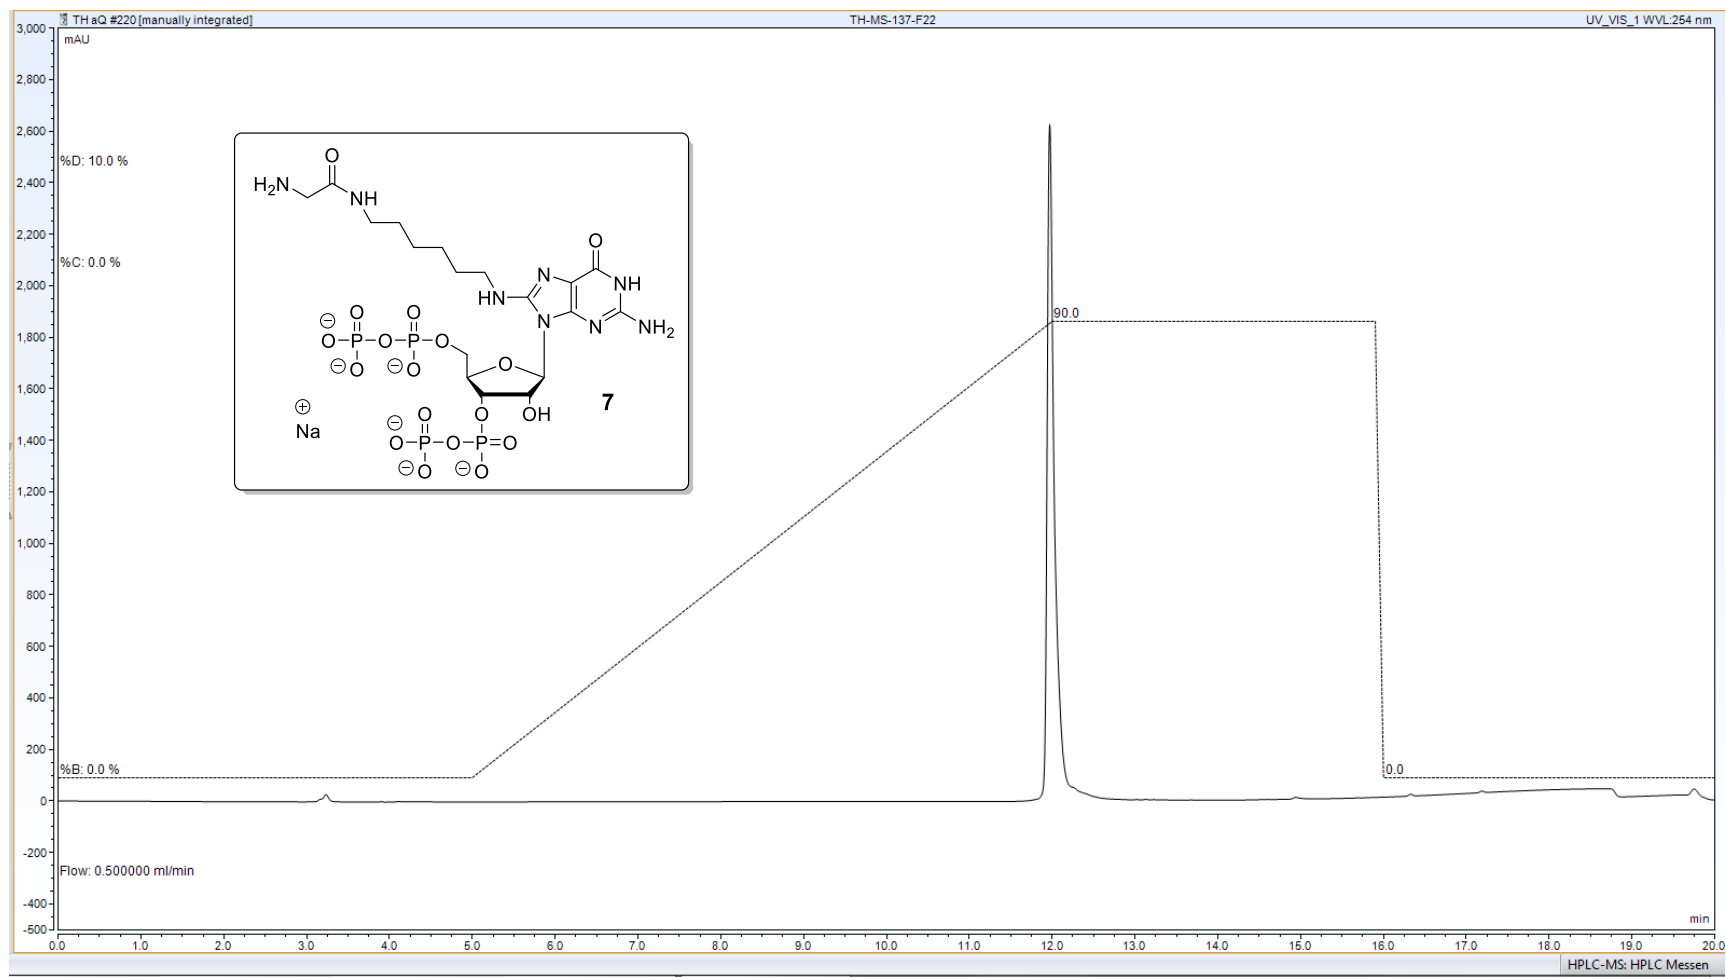 TH aQ #220 [manually integrated]
TH-MS-137-F22
UV_VIS_1 WVL:254 nm
mAU
3,000
2,800
2,600
2,400
2,200
2,000
1,800
1,600
1,400
1,200
1,000
800
600
400
200
0
-200
-400
-500
%D: 10.0 %
%C: 0.0 %
%B: 0.0 %
Flow: 0.500000 ml/min
90.0
0.0
O
H₂N
NH
O
N
NH
HN
N
N
NH₂
⊖ O O
O P O P O
⊖ O ⊖ O
O
⊕
Na
O OH
7
⊖ O
O P O P O
⊖ O ⊖ O
min
0.0 1.0 2.0 3.0 4.0 5.0 6.0 7.0 8.0 9.0 10.0 11.0 12.0 13.0 14.0 15.0 16.0 17.0 18.0 19.0 20.0
HPLC-MS: HPLC Messen